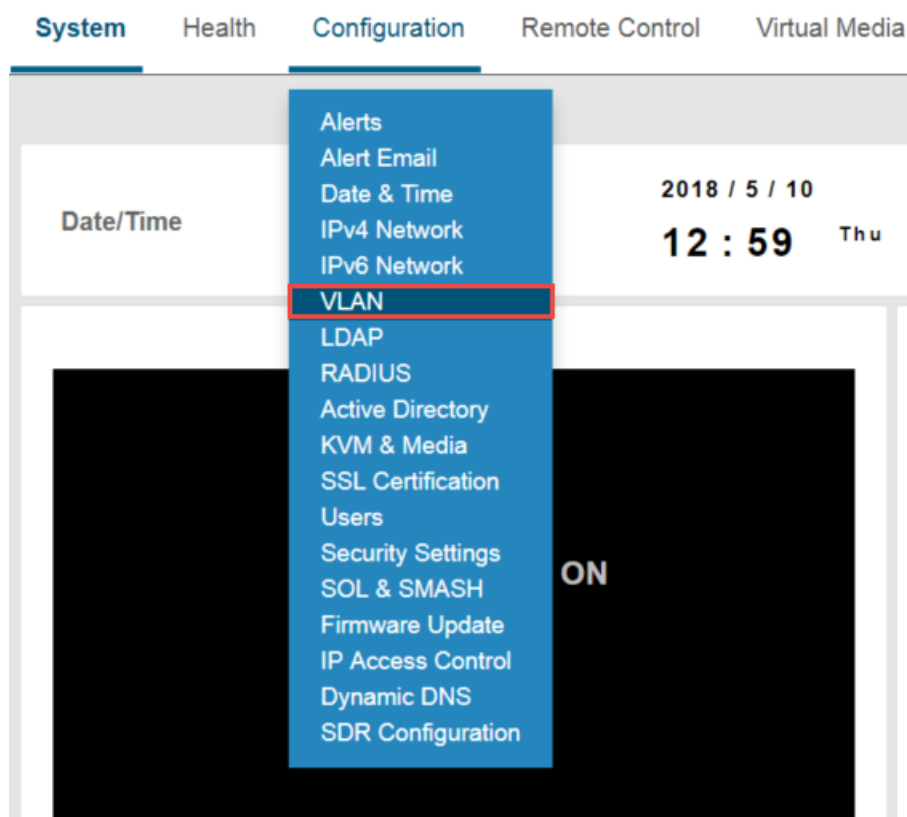 System Health Configuration Remote Control Virtual Media
Alerts
Alert Email
Date & Time
IPv4 Network
IPv6 Network
VLAN
LDAP
RADIUS
Active Directory
KVM & Media
SSL Certification
Users
Security Settings
SOL & SMASH
Firmware Update
IP Access Control
Dynamic DNS
SDR Configuration
Date/Time
2018 / 5 / 10
12 : 59 Thu
ON